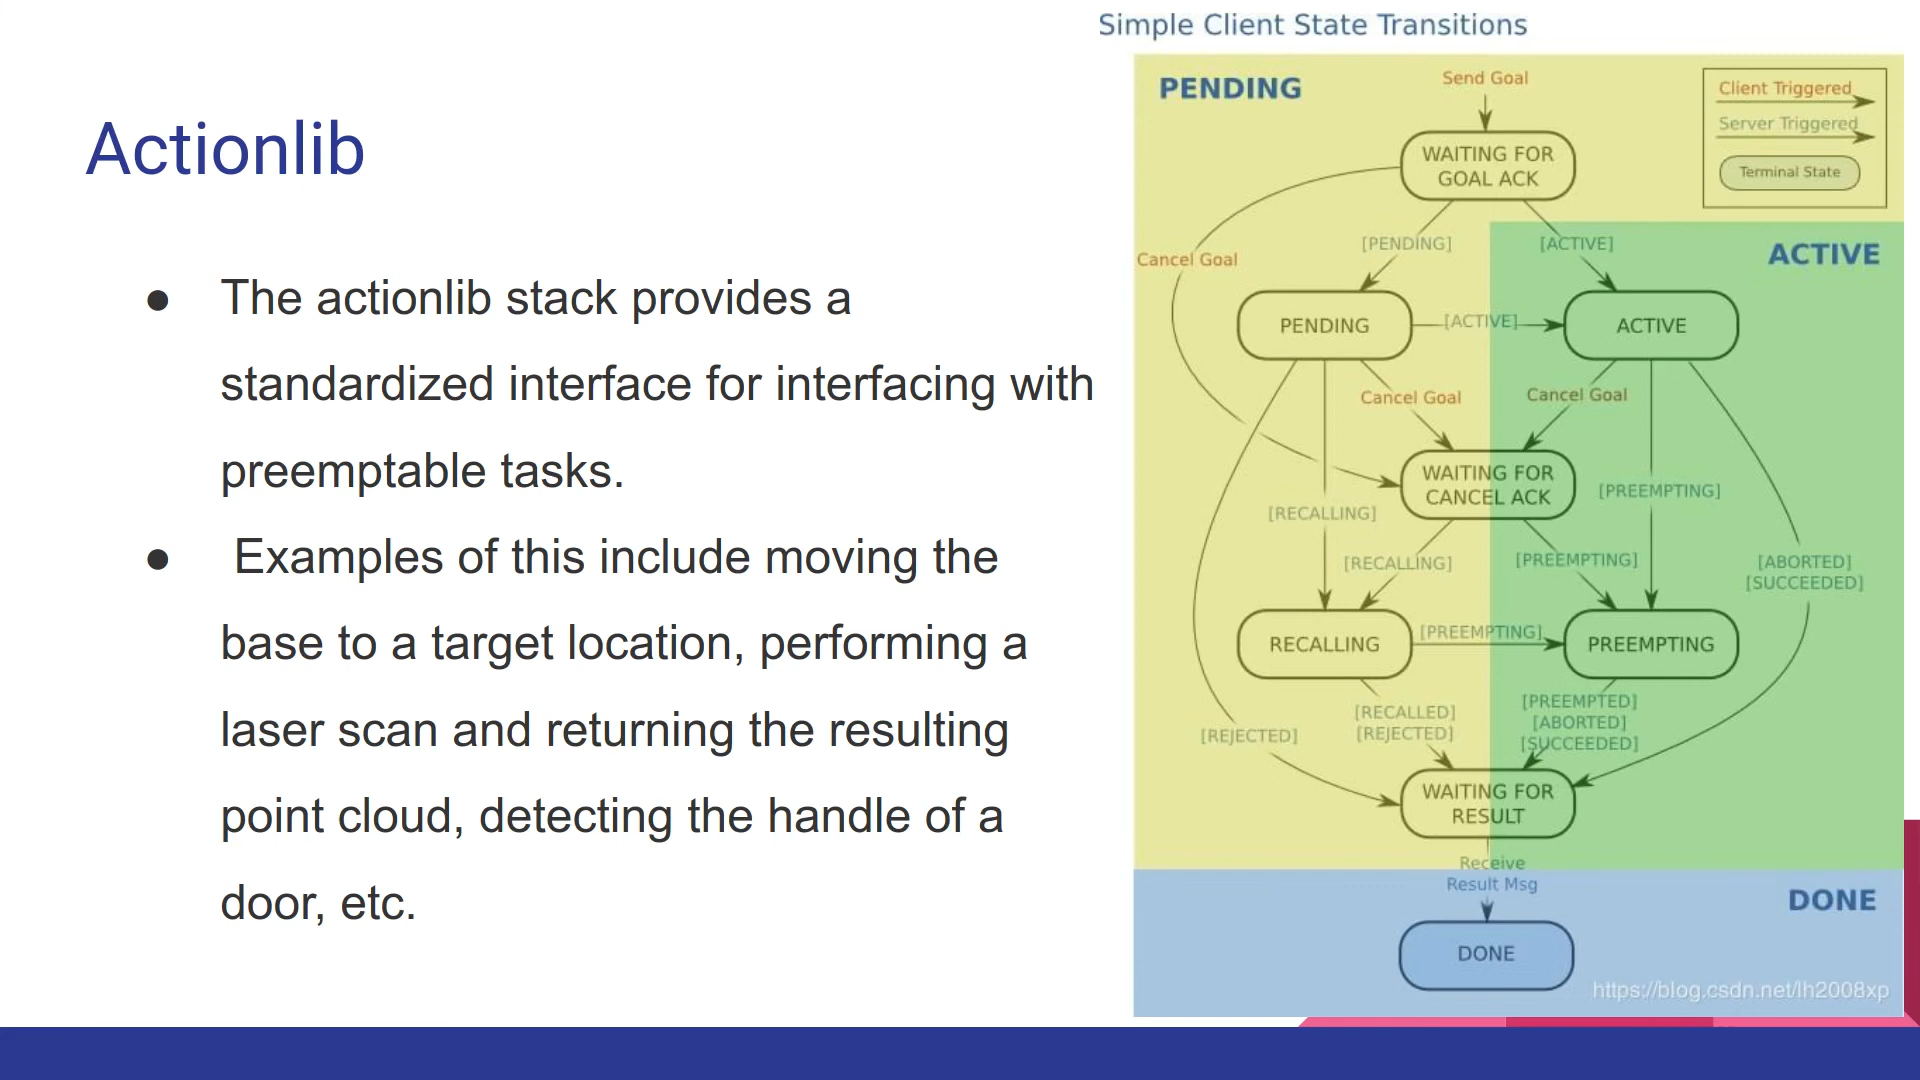 Simple Client State Transitions
Actionlib
● The actionlib stack provides a
standardized interface for interfacing with
preemptable tasks.
● Examples of this include moving the
base to a target location, performing a
laser scan and returning the resulting
point cloud, detecting the handle of a
door, etc.
PENDING
Send Goal
Client Triggered
Server Triggered
Terminal State
WAITING FOR
GOAL ACK
[PENDING]
[ACTIVE]
ACTIVE
Cancel Goal
PENDING
[ACTIVE]
ACTIVE
Cancel Goal
Cancel Goal
WAITING FOR
CANCEL ACK
[PREEMPTING]
[RECALLING]
[RECALLING]
[PREEMPTING]
[ABORTED]
[SUCCEEDED]
RECALLING
[PREEMPTING]
PREEMPTING
[RECALLED]
[REJECTED]
[PREEMPTED]
[ABORTED]
[SUCCEEDED]
[REJECTED]
WAITING FOR
RESULT
Receive
Result Msg
DONE
DONE
https://blog.csdn.net/lh2008xp